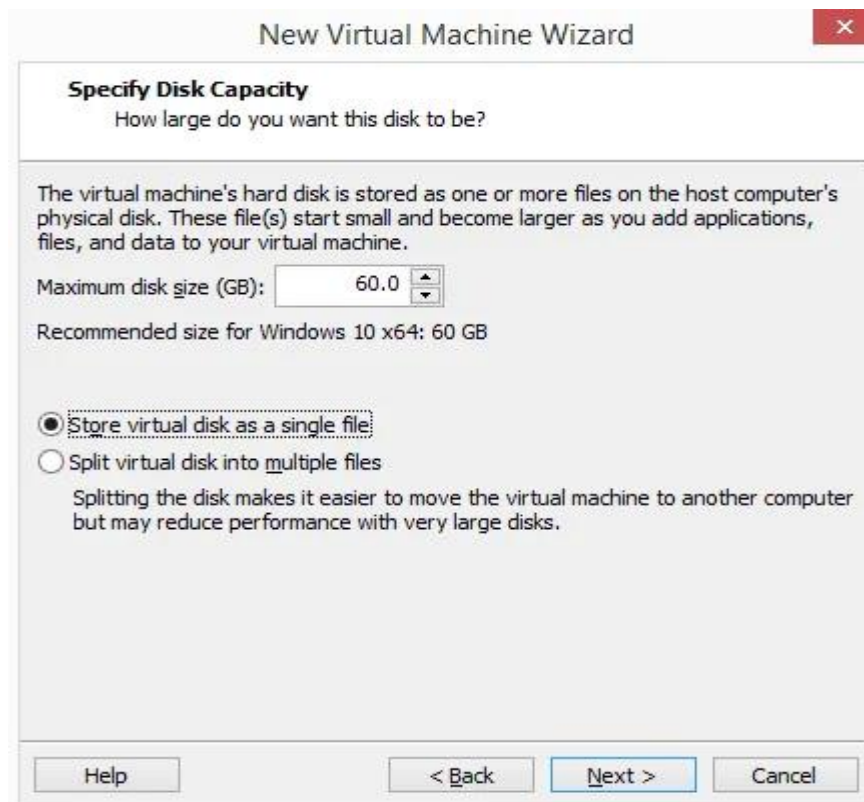 New Virtual Machine Wizard
Specify Disk Capacity
How large do you want this disk to be?
The virtual machine's hard disk is stored as one or more files on the host computer's
physical disk. These file(s) start small and become larger as you add applications,
files, and data to your virtual machine.
Maximum disk size (GB): 60.0
Recommended size for Windows 10 x64: 60 GB
Store virtual disk as a single file
Split virtual disk into multiple files
Splitting the disk makes it easier to move the virtual machine to another computer
but may reduce performance with very large disks.
Help < Back Next > Cancel